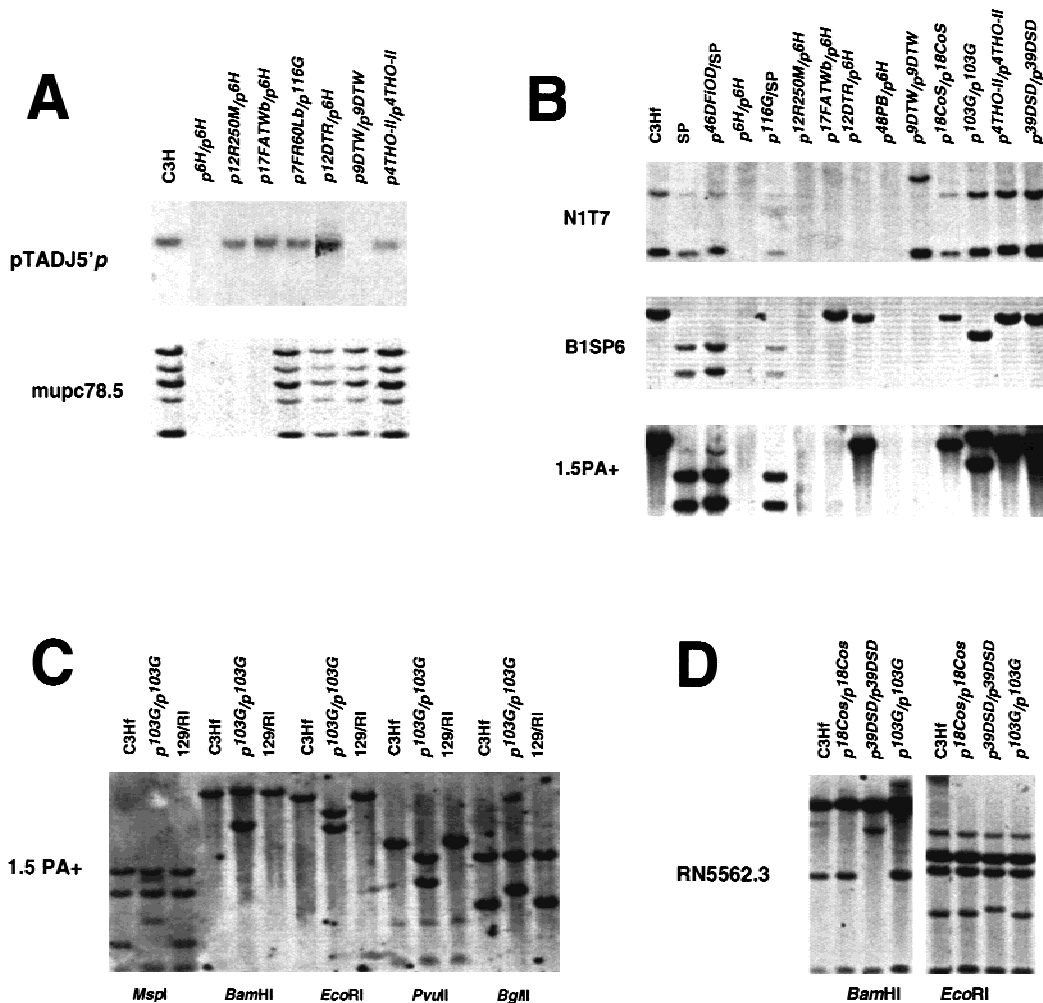 A
C3H
p6H/p6H
p12R250M/p6H
p17FATWb/p6H
p7FR60Lb/p116G
p12DTR/p6H
p9DTW/p9DTW
p4THO-II/p4THO-II
pTADJ5'p
mupc78.5
B
C3Hf
SP
p46DFiOD/SP
p6H/p6H
p116G/SP
p12R250M/p6H
p17FATWb/p6H
p12DTR/p6H
p48PB/p6H
p9DTW/p9DTW
p18CoS/p18CoS
p103G/p103G
p4THO-II/p4THO-II
p39DSD/p39DSD
N1T7
B1SP6
1.5PA+
C
C3Hf
p103G/p103G
129/RI
C3Hf
p103G/p103G
129/RI
C3Hf
p103G/p103G
129/RI
C3Hf
p103G/p103G
129/RI
C3Hf
p103G/p103G
129/RI
1.5 PA+
MspI
BamHI
EcoRI
PvuII
BglII
D
C3Hf
p18Cos/p18Cos
p39DSD/p39DSD
p103G/p103G
C3Hf
p18Cos/p18Cos
p39DSD/p39DSD
p103G/p103G
RN5562.3
BamHI
EcoRI